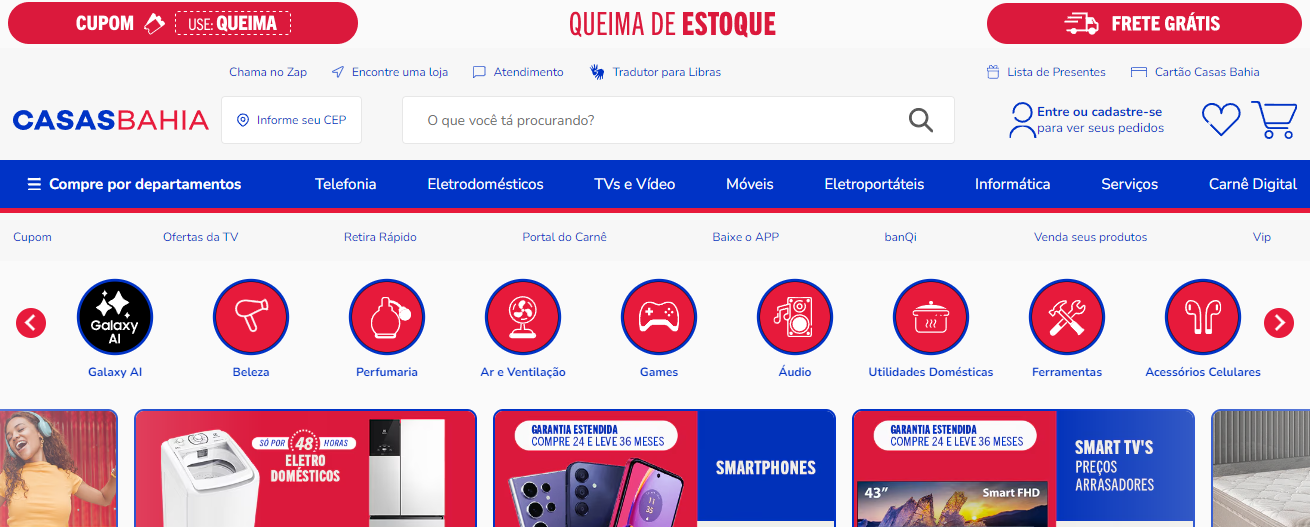 CUPOM USE: QUEIMA
QUEIMA DE ESTOQUE
FRETE GRÁTIS
Chama no Zap
Encontre uma loja
Atendimento
Tradutor para Libras
Lista de Presentes
Cartão Casas Bahia
CASASBAHIA
Informe seu CEP
O que você tá procurando?
Entre ou cadastre-se
para ver seus pedidos
Compre por departamentos
Telefonia
Eletrodomésticos
TVs e Vídeo
Móveis
Eletroportáteis
Informática
Serviços
Carnê Digital
Cupom
Ofertas da TV
Retira Rápido
Portal do Carnê
Baixe o APP
banQi
Venda seus produtos
Vip
Galaxy
AI
Galaxy AI
Beleza
Perfumaria
Ar e Ventilação
Games
Áudio
Utilidades Domésticas
Ferramentas
Acessórios Celulares
SÓ POR 48 HORAS
ELETRO
DOMÉSTICOS
GARANTIA ESTENDIDA
COMPRE 24 E LEVE 36 MESES
SMARTPHONES
GARANTIA ESTENDIDA
COMPRE 24 E LEVE 36 MESES
43”
Smart FHD
SMART TV'S
PREÇOS
ARRASADORES